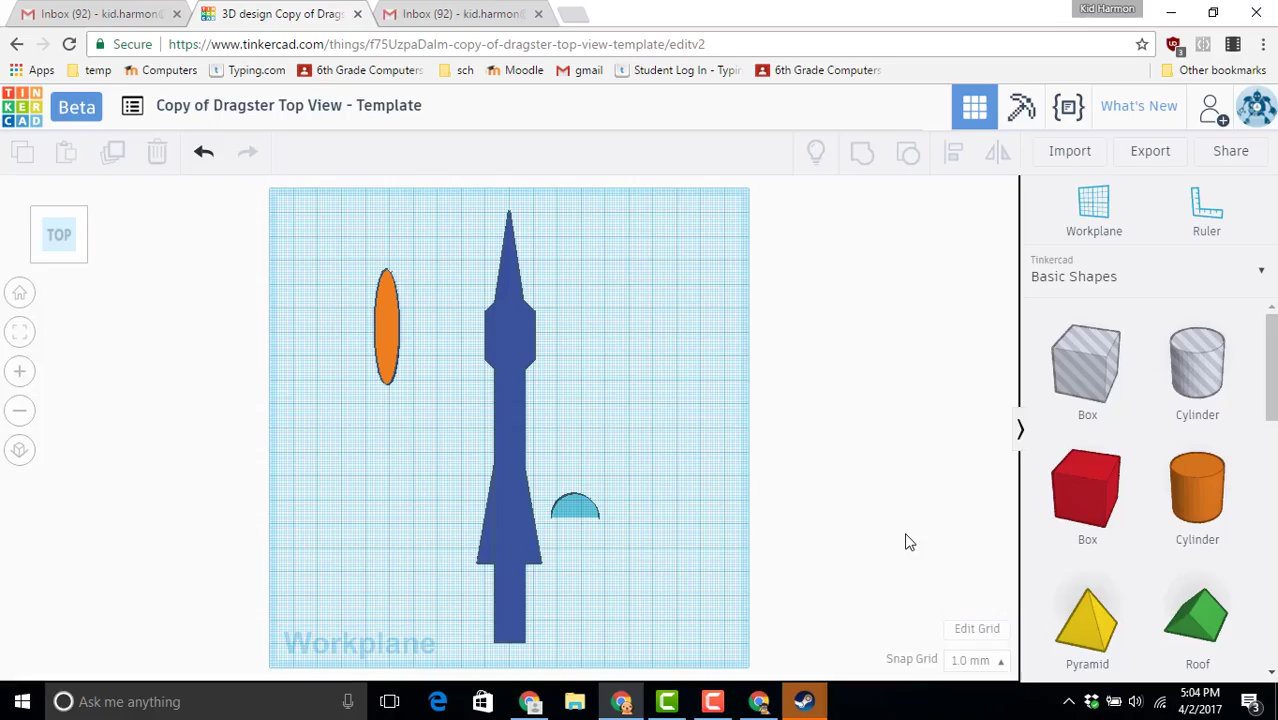 Kid Harmon
Inbox (92) - kid.harmon@
3D design Copy of Drags
Inbox (92) - kid.harmon@
Secure
https://www.tinkercad.com/things/f75UzpaDalm-copy-of-dragster-top-view-template/editv2
3
Apps
temp
Computers
Typing.com
6th Grade Computers
sch
Moodle
gmail
Student Log In - Typin
6th Grade Computers
Other bookmarks
TIN
KER
CAD
Beta
Copy of Dragster Top View - Template
What's New
Import
Export
Share
TOP
Workplane
Ruler
Tinkercad
Basic Shapes
Box
Cylinder
Box
Cylinder
Pyramid
Roof
Workplane
Edit Grid
Snap Grid
1.0 mm
Ask me anything
5:04 PM
4/2/2017
3